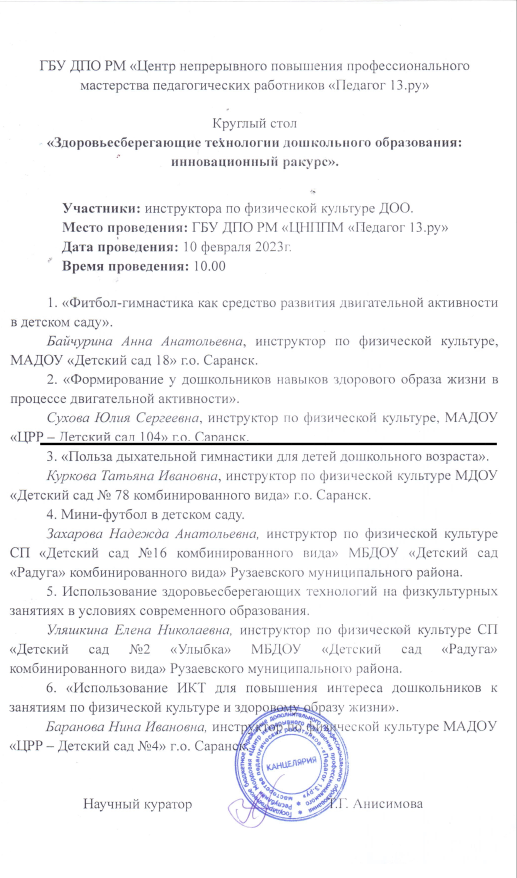 ГБУ ДПО РМ «Центр непрерывного повышения профессионального
мастерства педагогических работников «Педагог 13.ру»
Круглый стол
«Здоровьесберегающие технологии дошкольного образования:
инновационный ракурс».
Участники: инструктора по физической культуре ДОО.
Место проведения: ГБУ ДПО РМ «ЦНППМ «Педагог 13.ру»
Дата проведения: 10 февраля 2023г.
Время проведения: 10.00
1. «Фитбол-гимнастика как средство развития двигательной активности
в детском саду».
Байчурина Анна Анатольевна, инструктор по физической культуре,
МАДОУ «Детский сад 18» г.о. Саранск.
2. «Формирование у дошкольников навыков здорового образа жизни в
процессе двигательной активности».
Сухова Юлия Сергеевна, инструктор по физической культуре, МАДОУ
«ЦРР – Детский сад 104» г.о. Саранск.
3. «Польза дыхательной гимнастики для детей дошкольного возраста».
Куркова Татьяна Ивановна, инструктор по физической культуре МДОУ
«Детский сад № 78 комбинированного вида» г.о. Саранск.
4. Мини-футбол в детском саду.
Захарова Надежда Анатольевна, инструктор по физической культуре
СП «Детский сад №16 комбинированного вида» МБДОУ «Детский сад
«Радуга» комбинированного вида» Рузаевского муниципального района.
5. Использование здоровьесберегающих технологий на физкультурных
занятиях в условиях современного образования.
Уляшкина Елена Николаевна, инструктор по физической культуре СП
«Детский сад №2 «Улыбка» МБДОУ «Детский сад «Радуга»
комбинированного вида» Рузаевского муниципального района.
6. «Использование ИКТ для повышения интереса дошкольников к
занятиям по физической культуре и здоровому образу жизни».
Баранова Нина Ивановна, инструктор по физической культуре МАДОУ
«ЦРР – Детский сад №4» г.о. Саранск.
КАНЦЕЛЯРИЯ
Научный куратор Т.Г. Анисимова